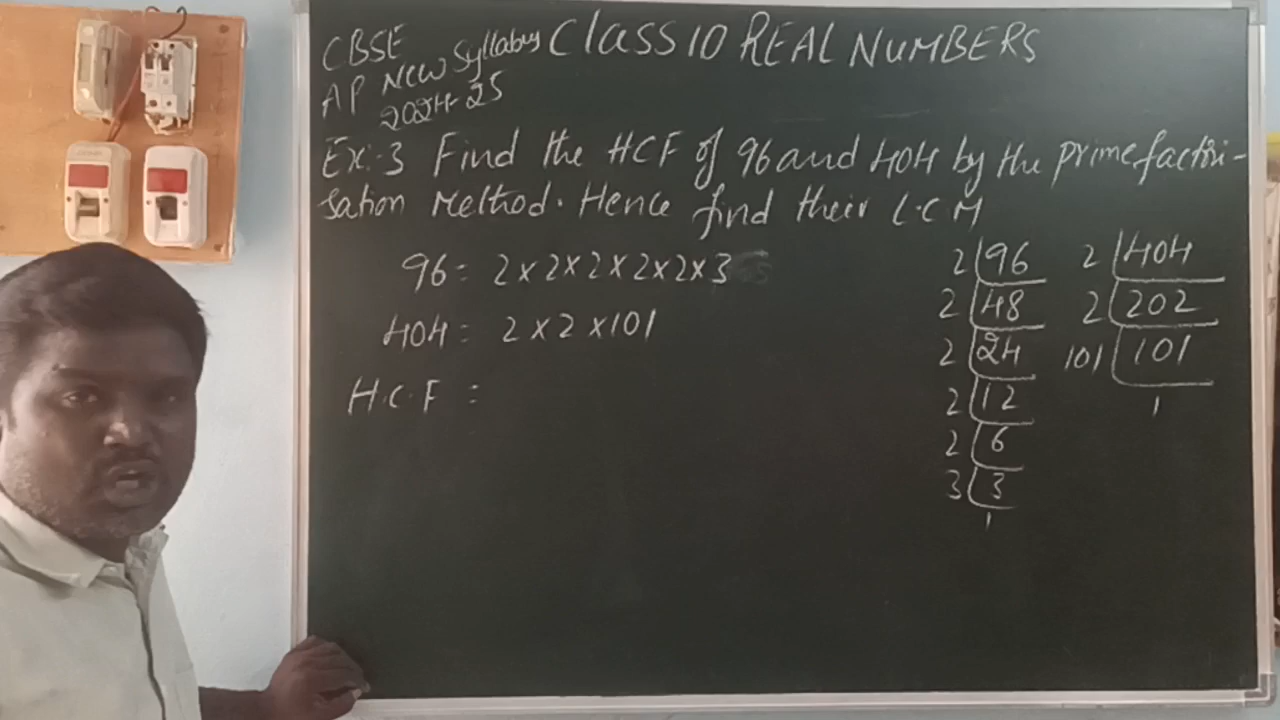 CBSE
AP New Syllabus
2024-25
Class 10 REAL NUMBERS
Ex:-3 Find the HCF of 96 and 404 by the prime factori-
sation Method. Hence find their L.C.M
96 = 2×2×2×2×2×3
404 = 2×2×101
H.C.F =
2 96
2 48
2 24
2 12
2 6
3 3
1
2 404
2 202
101 101
1